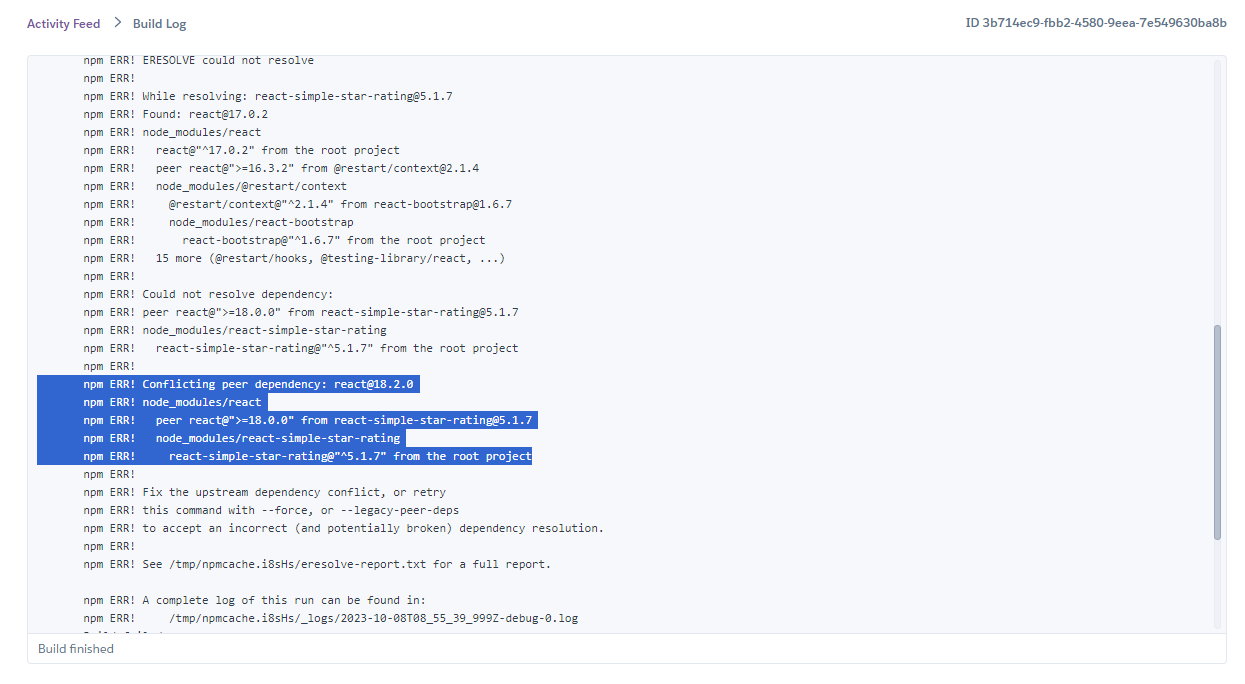 Activity Feed > Build Log
ID 3b714ec9-fbb2-4580-9eea-7e549630ba8b
npm ERR! ERESOLVE could not resolve
npm ERR!
npm ERR! While resolving: react-simple-star-rating@5.1.7
npm ERR! Found: react@17.0.2
npm ERR! node_modules/react
npm ERR!   react@"^17.0.2" from the root project
npm ERR!   peer react@">=16.3.2" from @restart/context@2.1.4
npm ERR!   node_modules/@restart/context
npm ERR!     @restart/context@"^2.1.4" from react-bootstrap@1.6.7
npm ERR!     node_modules/react-bootstrap
npm ERR!       react-bootstrap@"^1.6.7" from the root project
npm ERR!   15 more (@restart/hooks, @testing-library/react, ...)
npm ERR!
npm ERR! Could not resolve dependency:
npm ERR! peer react@">=18.0.0" from react-simple-star-rating@5.1.7
npm ERR! node_modules/react-simple-star-rating
npm ERR!   react-simple-star-rating@"^5.1.7" from the root project
npm ERR!
npm ERR! Conflicting peer dependency: react@18.2.0
npm ERR! node_modules/react
npm ERR!   peer react@">=18.0.0" from react-simple-star-rating@5.1.7
npm ERR!   node_modules/react-simple-star-rating
npm ERR!     react-simple-star-rating@"^5.1.7" from the root project
npm ERR!
npm ERR! Fix the upstream dependency conflict, or retry
npm ERR! this command with --force, or --legacy-peer-deps
npm ERR! to accept an incorrect (and potentially broken) dependency resolution.
npm ERR!
npm ERR! See /tmp/npmcache.i8sHs/eresolve-report.txt for a full report.
npm ERR! A complete log of this run can be found in:
npm ERR!     /tmp/npmcache.i8sHs/_logs/2023-10-08T08_55_39_999Z-debug-0.log
Build finished